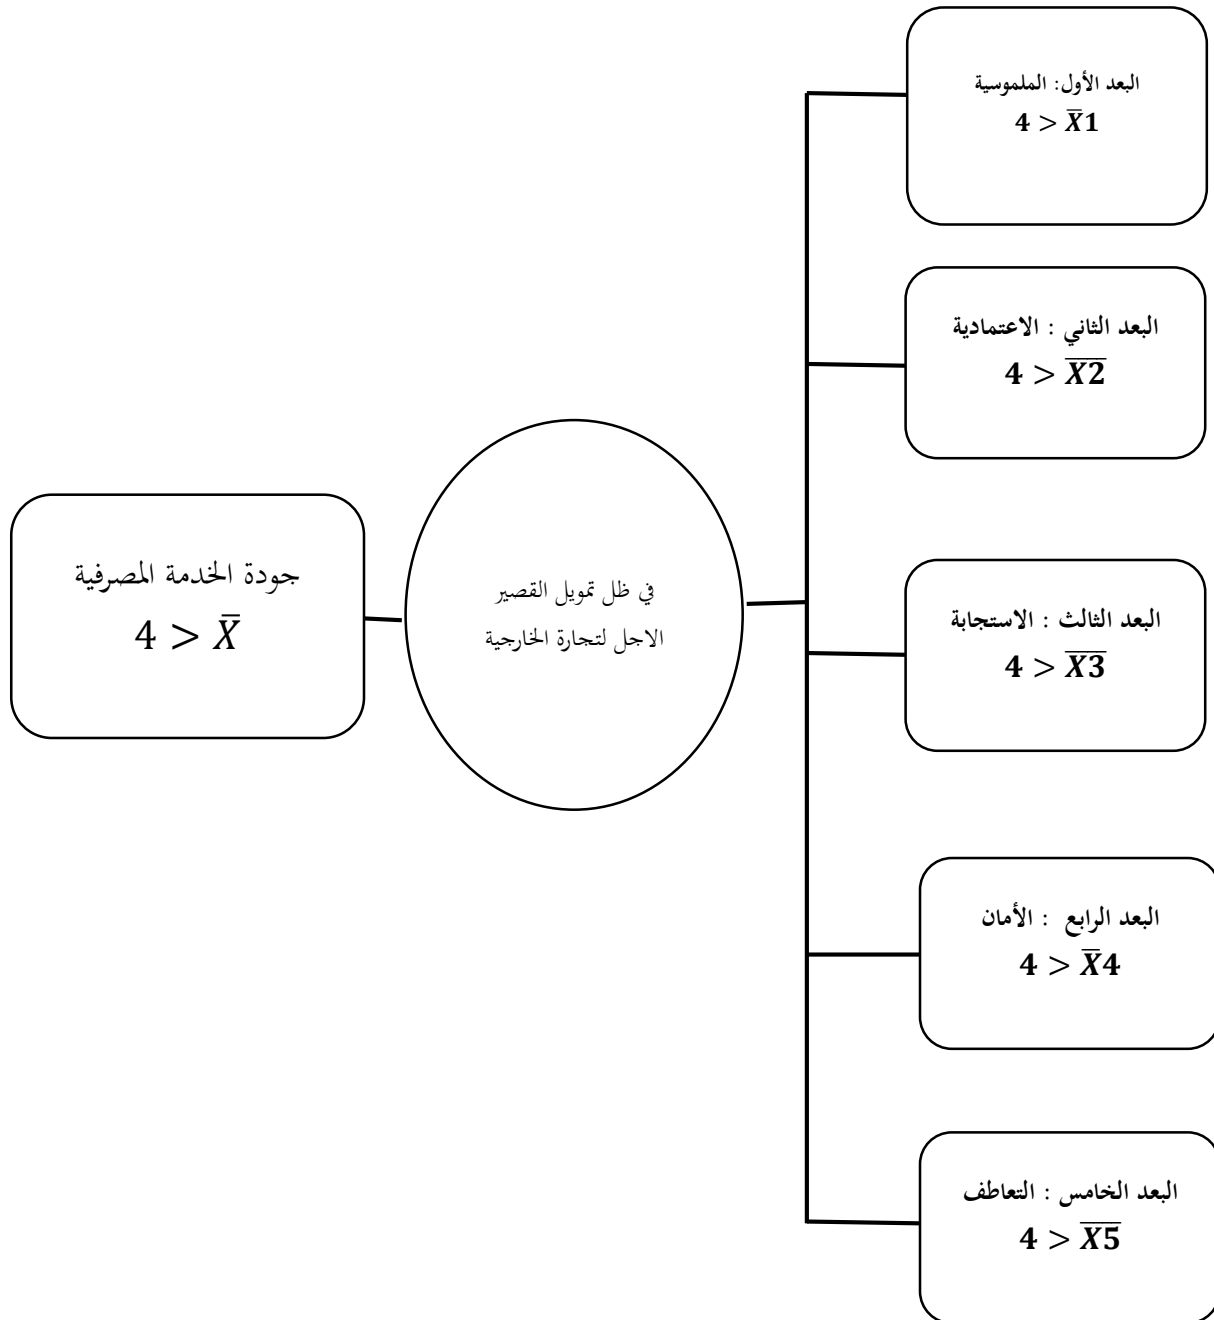 البعد الأول: الملموسية
4 > X̅1
البعد الثاني : الاعتمادية
4 > X̅2̅
البعد الثالث : الاستجابة
4 > X̅3̅
البعد الرابع : الأمان
4 > X̅4
البعد الخامس : التعاطف
4 > X̅5̅
في ظل تمويل القصير
الاجل لتجارة الخارجية
جودة الخدمة المصرفية
4 > X̅